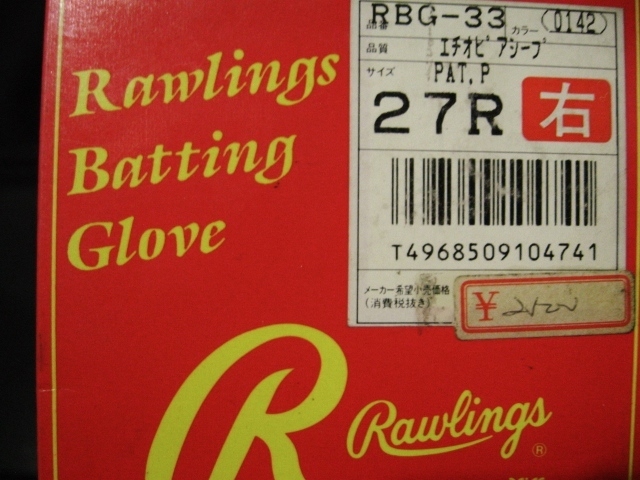 Rawlings
Batting
Glove
品番 RBG-33 カラー (0142)
品質 エチオピアシープ
サイズ PAT.P
27R 右
T4968509104741
メーカー希望小売価格
(消費税抜き)
¥
R
Rawlings ®